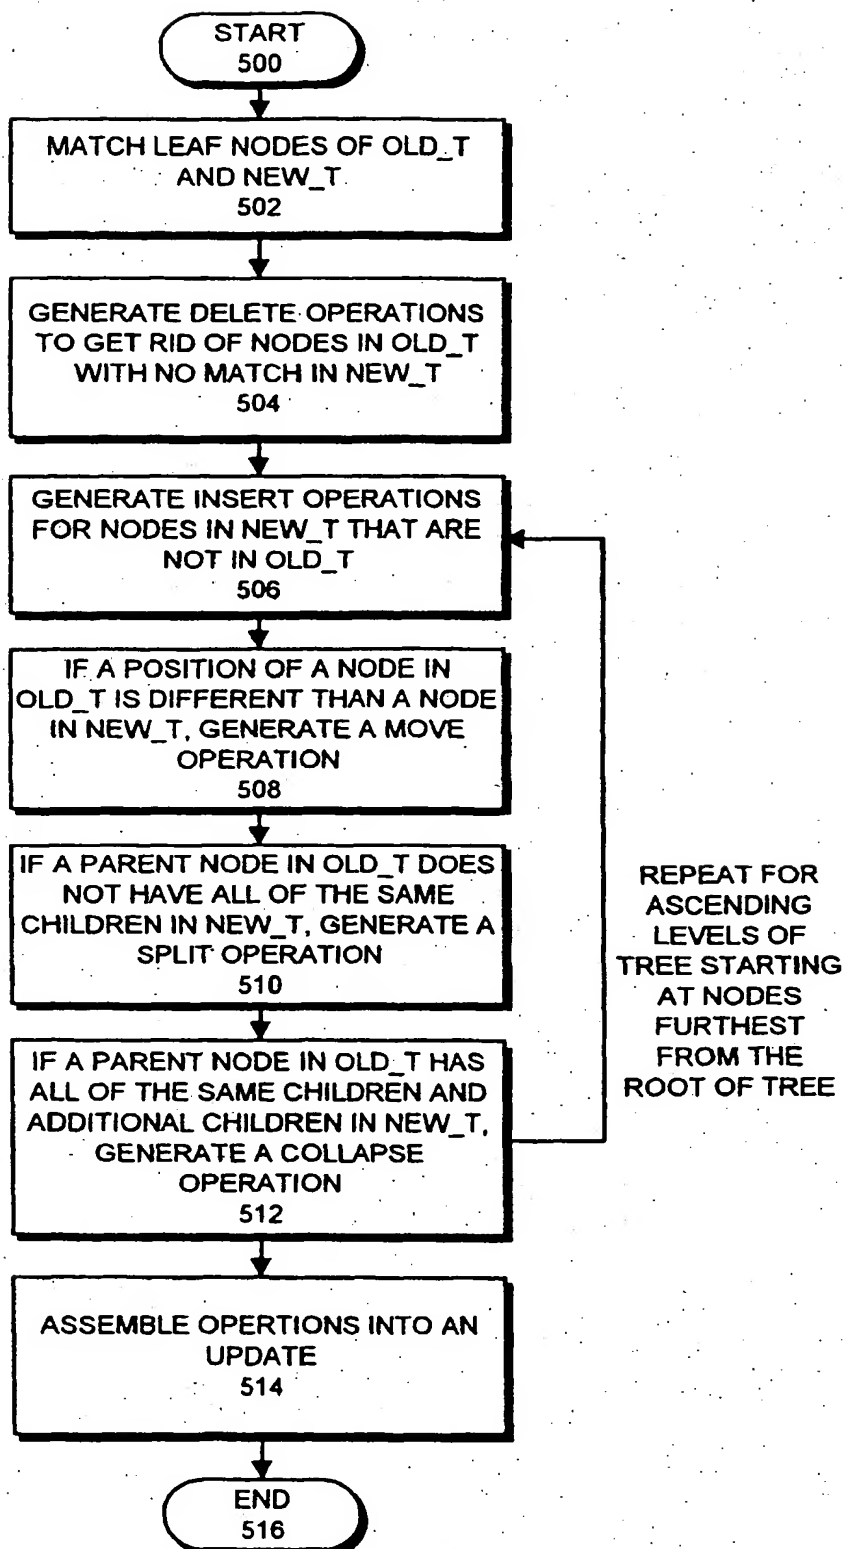 START
500
MATCH LEAF NODES OF OLD_T
AND NEW_T
502
GENERATE DELETE OPERATIONS
TO GET RID OF NODES IN OLD_T
WITH NO MATCH IN NEW_T
504
GENERATE INSERT OPERATIONS
FOR NODES IN NEW_T THAT ARE
NOT IN OLD_T
506
IF A POSITION OF A NODE IN
OLD_T IS DIFFERENT THAN A NODE
IN NEW_T, GENERATE A MOVE
OPERATION
508
IF A PARENT NODE IN OLD_T DOES
NOT HAVE ALL OF THE SAME
CHILDREN IN NEW_T, GENERATE A
SPLIT OPERATION
510
IF A PARENT NODE IN OLD_T HAS
ALL OF THE SAME CHILDREN AND
ADDITIONAL CHILDREN IN NEW_T,
GENERATE A COLLAPSE
OPERATION
512
REPEAT FOR
ASCENDING
LEVELS OF
TREE STARTING
AT NODES
FURTHEST
FROM THE
ROOT OF TREE
ASSEMBLE OPERTIONS INTO AN
UPDATE
514
END
516